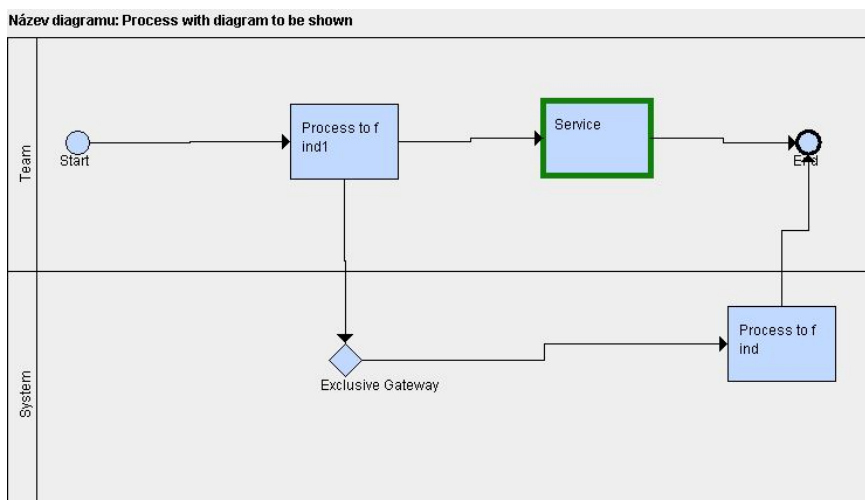 Název diagramu: Process with diagram to be shown
Team
Start
Process to f
ind1
Service
End
System
Exclusive Gateway
Process to f
ind